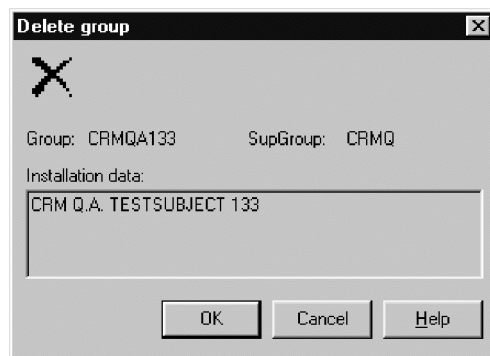 Delete group
Group: CRMQA133 SupGroup: CRMQ
Installation data:
CRM Q.A. TESTSUBJECT 133
OK Cancel Help